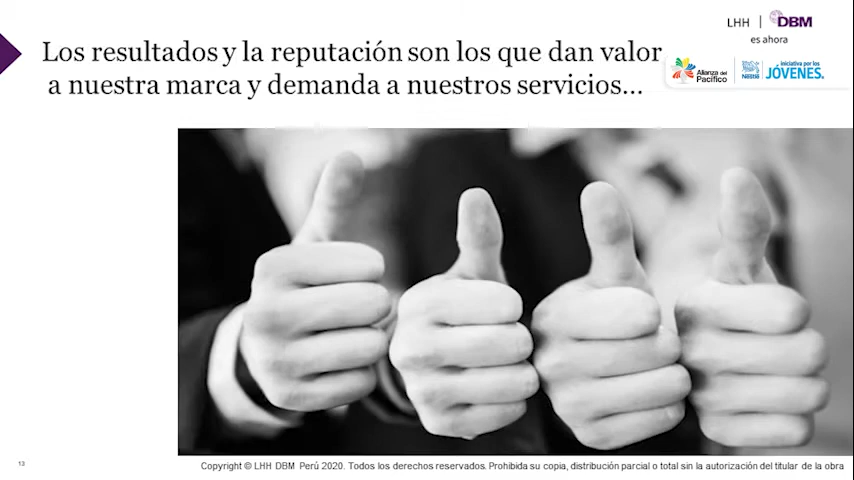 LHH | DBM
es ahora
Los resultados y la reputación son los que dan valor
a nuestra marca y demanda a nuestros servicios...
Alianza del
Pacífico
Nestlé
iniciativa por los
JÓVENES.
13
Copyright © LHH DBM Perú 2020. Todos los derechos reservados. Prohibida su copia, distribución parcial o total sin la autorización del titular de la obra